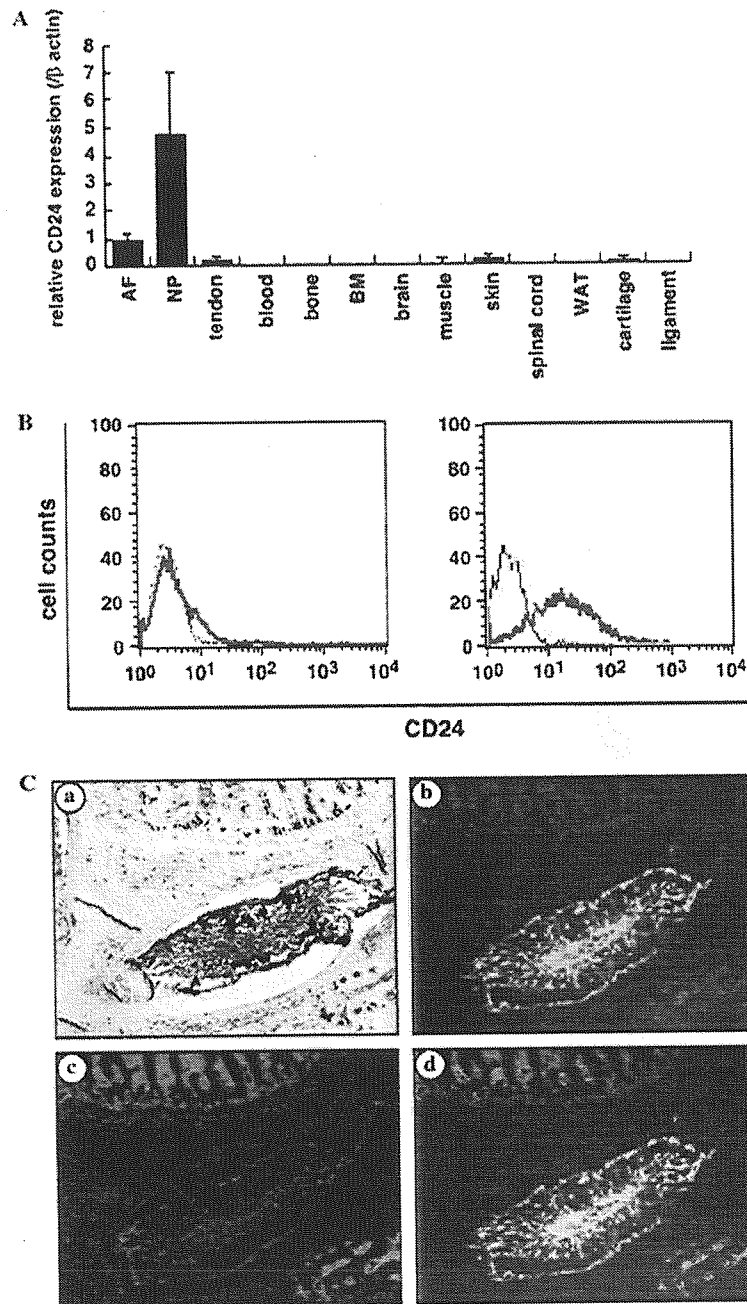 A
relative CD24 expression (/β actin)
8
7
6
5
4
3
2
1
0
AF
NP
tendon
blood
bone
BM
brain
muscle
skin
spinal cord
WAT
cartilage
ligament
B
cell counts
100
80
60
40
20
0
10⁰ 10¹ 10² 10³ 10⁴
100
80
60
40
20
0
10⁰ 10¹ 10² 10³ 10⁴
CD24
C
a
b
c
d